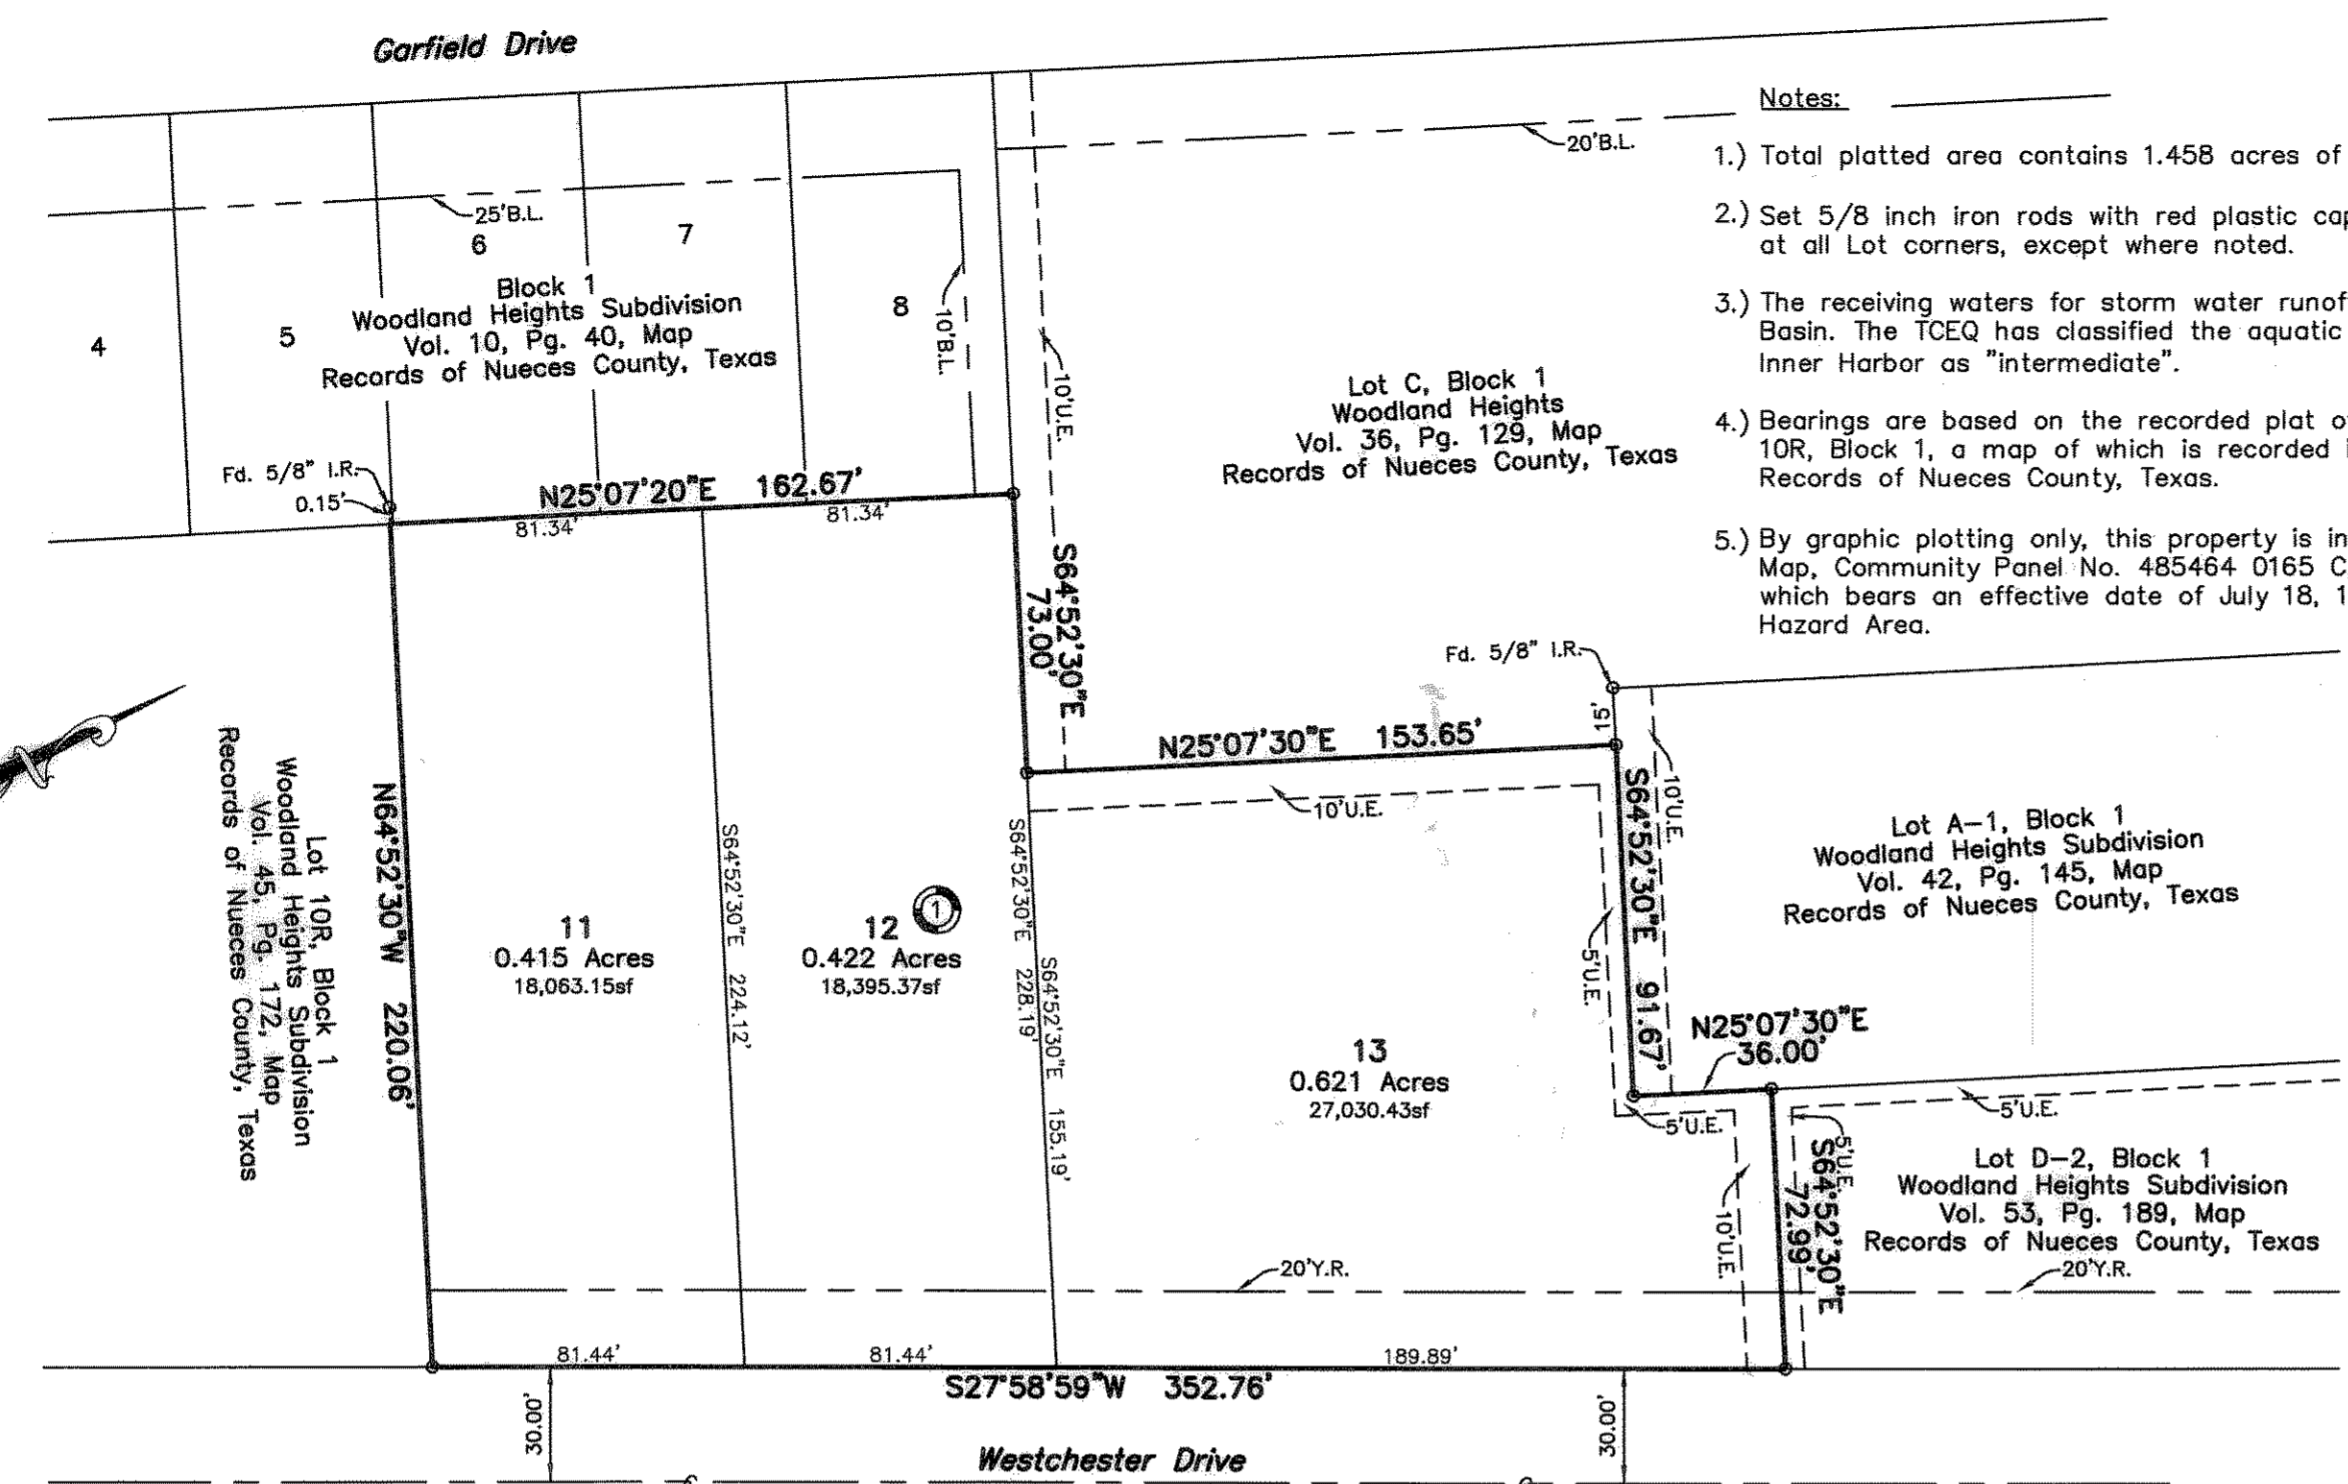 Garfield Drive
Notes:
20'B.L.
1.) Total platted area contains 1.458 acres of
2.) Set 5/8 inch iron rods with red plastic
at all Lot corners, except where noted.
3.) The receiving waters for storm water
Basin. The TCEQ has classified the aquatic
Inner Harbor as "intermediate".
4.) Bearings are based on the recorded plat
10R, Block 1, a map of which is recorded
Records of Nueces County, Texas.
5.) By graphic plotting only, this property is in
Map, Community Panel No. 485464 0165 C
which bears an effective date of July 18,
Hazard Area.
25'B.L.
4
5
6
7
8
Block 1
Woodland Heights Subdivision
Vol. 10, Pg. 40, Map
Records of Nueces County, Texas
10'B.L.
10'U.E.
Lot C, Block 1
Woodland Heights
Vol. 36, Pg. 129, Map
Records of Nueces County, Texas
Fd. 5/8" I.R.
0.15'
N25°07'20"E 162.67'
81.34'
81.34'
S64°52'30"E
73.00'
Fd. 5/8" I.R.
15'
N25°07'30"E 153.65'
10'U.E.
10'U.E.
S64°52'30"E 91.67'
5'U.E.
Lot A-1, Block 1
Woodland Heights Subdivision
Vol. 42, Pg. 145, Map
Records of Nueces County, Texas
Lot 10R, Block 1
Woodland Heights Subdivision
Vol. 45, Pg. 172, Map
Records of Nueces County, Texas
N64°52'30"W 220.06'
11
0.415 Acres
18,063.15sf
S64°52'30"E 224.12'
12
1
0.422 Acres
18,395.37sf
S64°52'30"E 228.19'
S64°52'30"E 155.19'
13
0.621 Acres
27,030.43sf
N25°07'30"E
36.00'
5'U.E.
5'U.E.
5'U.E.
10'U.E.
S64°52'30"E
72.99'
Lot D-2, Block 1
Woodland Heights Subdivision
Vol. 53, Pg. 189, Map
Records of Nueces County, Texas
20'Y.R.
20'Y.R.
81.44'
81.44'
189.89'
S27°58'59"W 352.76'
30.00'
30.00'
Westchester Drive